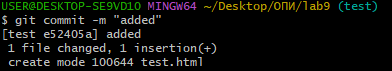 USER@DESKTOP-SE9VD1O MINGW64 ~/Desktop/ОПИ/lab9 (test)
$ git commit -m "added"
[test e52405a] added
 1 file changed, 1 insertion(+)
 create mode 100644 test.html